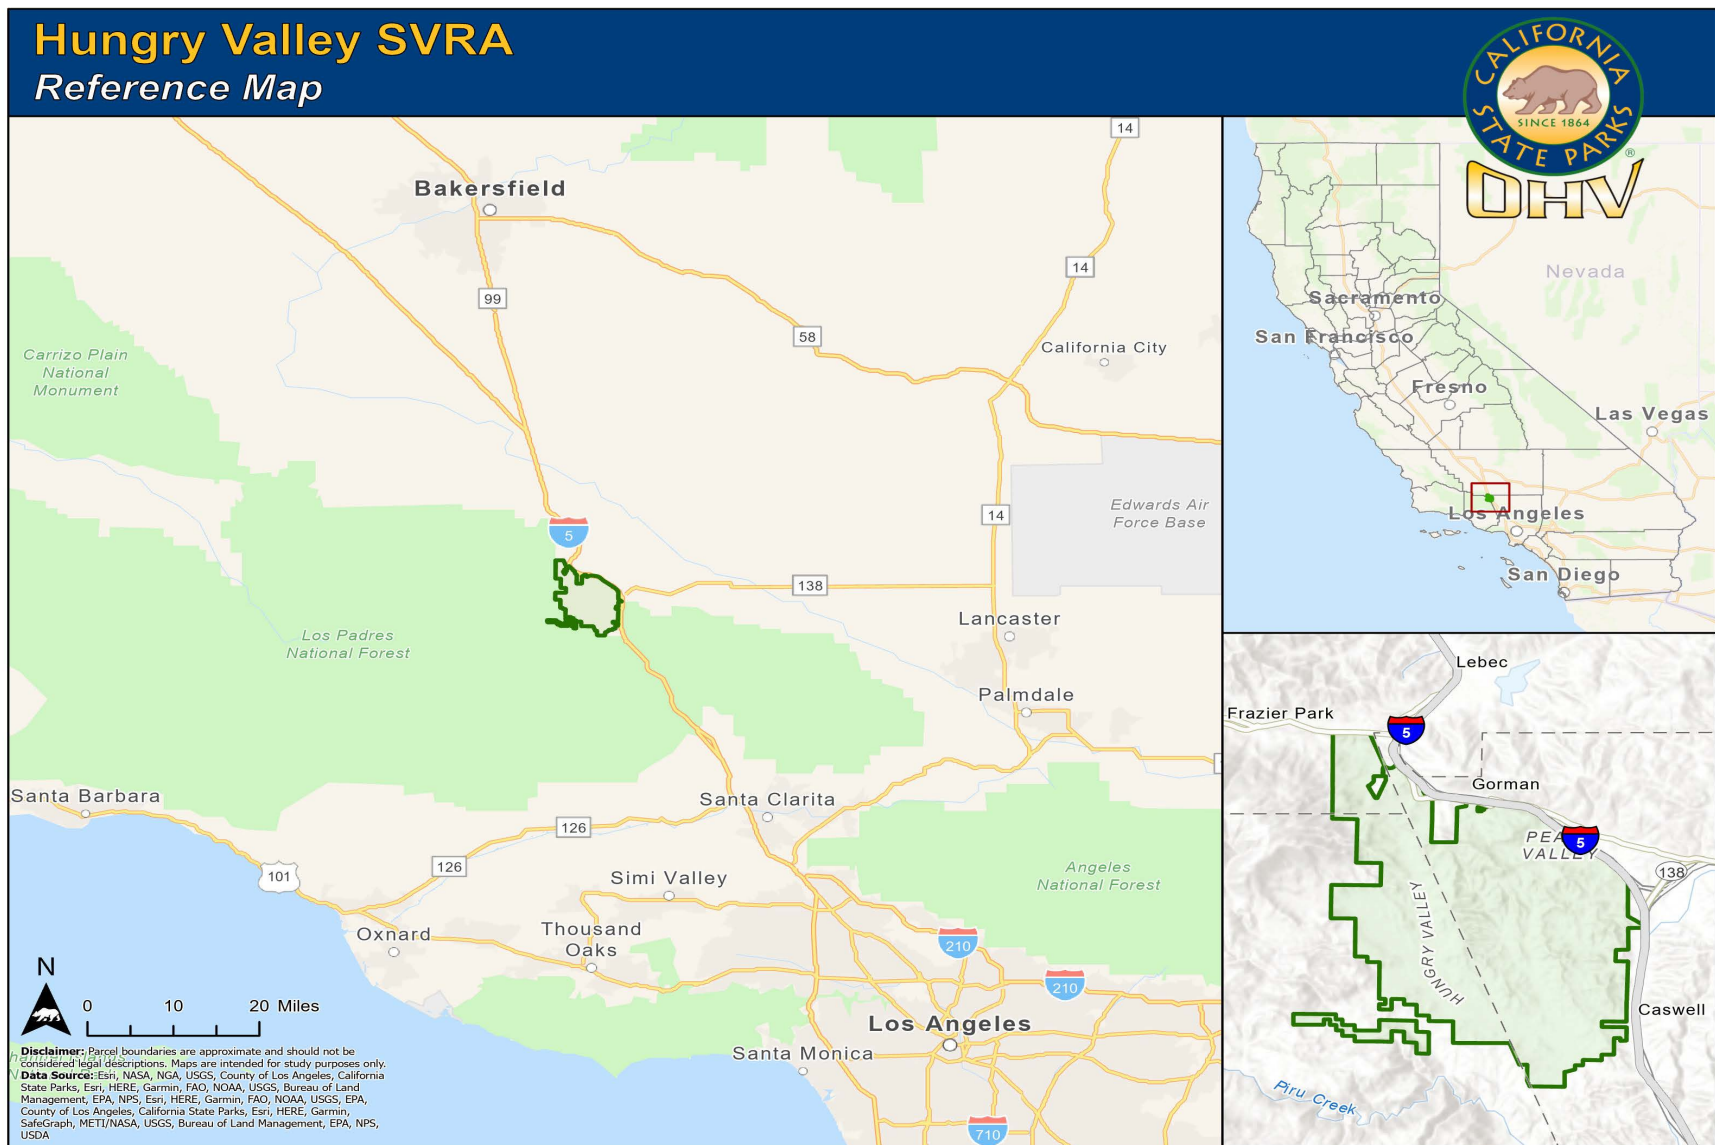 Hungry Valley SVRA
Reference Map
CALIFORNIA
STATE PARKS
SINCE 1864
®
OHV
14
Bakersfield
14
99
58
California City
Carrizo Plain
National
Monument
Edwards Air
Force Base
14
5
138
Lancaster
Los Padres
National Forest
Palmdale
Santa Barbara
Santa Clarita
126
126
101
Simi Valley
Angeles
National Forest
Oxnard
Thousand
Oaks
210
210
Los Angeles
Santa Monica
710
N
0 10 20 Miles
Disclaimer: Parcel boundaries are approximate and should not be
considered legal descriptions. Maps are intended for study purposes only.
Data Source: Esri, NASA, NGA, USGS, County of Los Angeles, California
State Parks, Esri, HERE, Garmin, FAO, NOAA, USGS, Bureau of Land
Management, EPA, NPS, Esri, HERE, Garmin, FAO, NOAA, USGS, EPA,
County of Los Angeles, California State Parks, Esri, HERE, Garmin,
SafeGraph, METI/NASA, USGS, Bureau of Land Management, EPA, NPS,
USDA
Nevada
Sacramento
San Francisco
Fresno
Las Vegas
Los Angeles
San Diego
Lebec
Frazier Park
5
Gorman
5
VALLEY
138
HUNGRY VALLEY
Caswell
Piru Creek